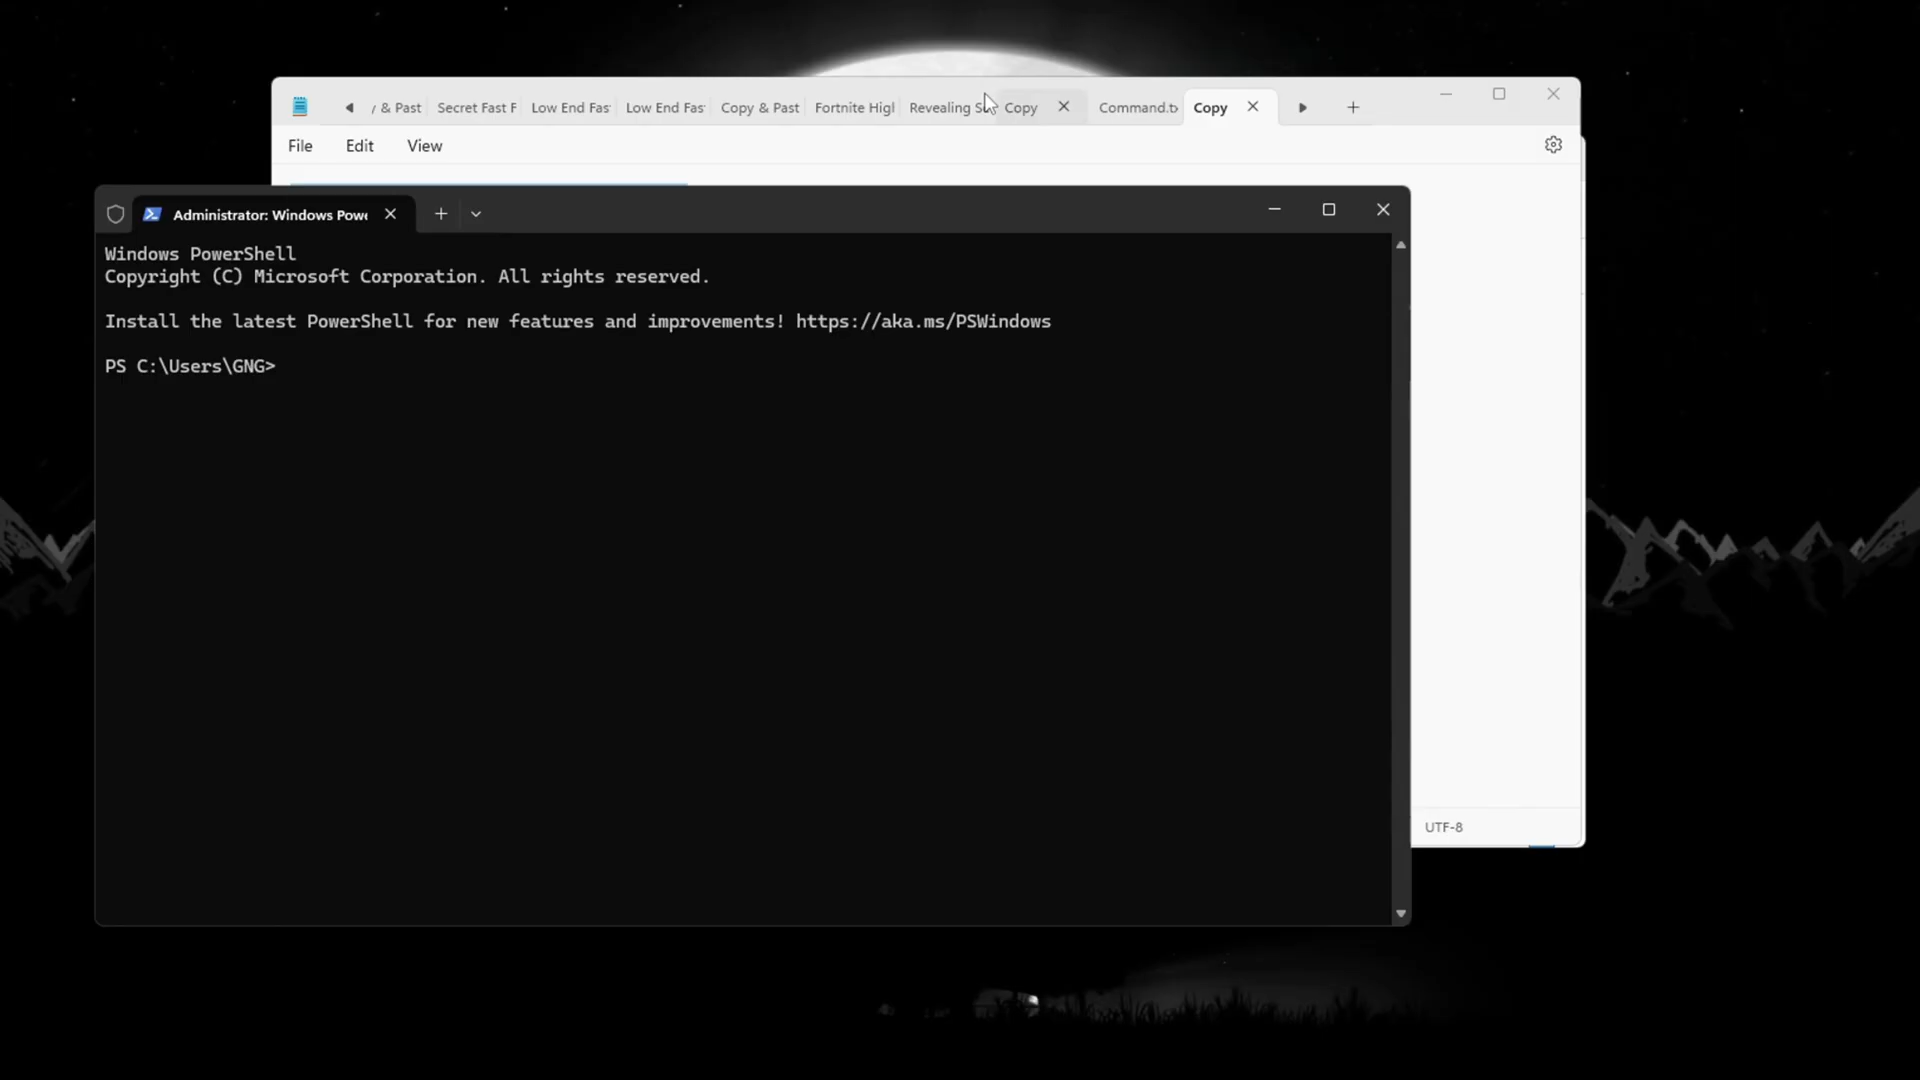 & Past Secret Fast F Low End Fas Low End Fas Copy & Past Fortnite Higl Revealing Copy Command.t Copy
File Edit View
Administrator: Windows Pow
Windows PowerShell
Copyright (C) Microsoft Corporation. All rights reserved.
Install the latest PowerShell for new features and improvements! https://aka.ms/PSWindows
PS C:\Users\GNG>
UTF-8